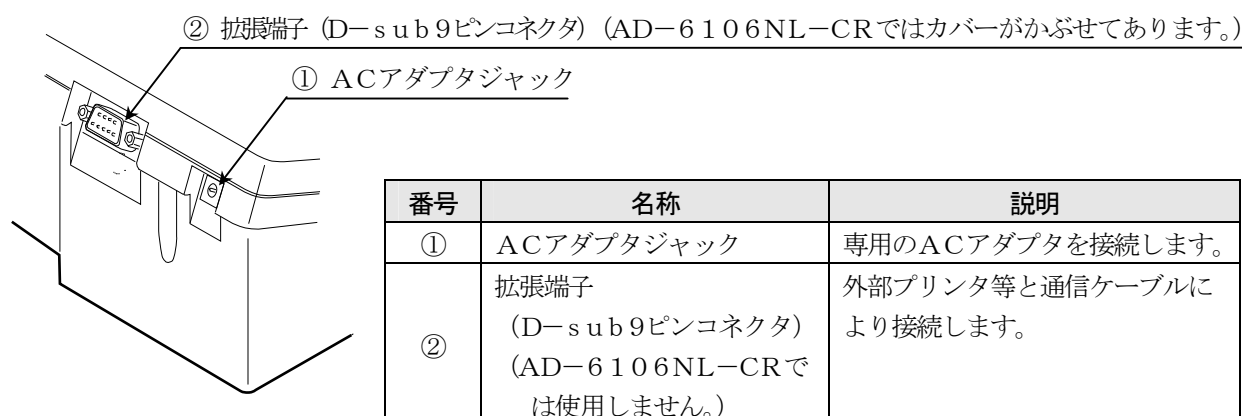 ② 拡張端子（D－ｓｕｂ9ピンコネクタ）（AD－６１０６NL－CRではカバーがかぶせてあります。）
① ACアダプタジャック
番号 名称 説明
① ACアダプタジャック 専用のACアダプタを接続します。
② 拡張端子 外部プリンタ等と通信ケーブルに
（D－ｓｕｂ9ピンコネクタ） より接続します。
（AD－６１０６NL－CRで
は使用しません。）